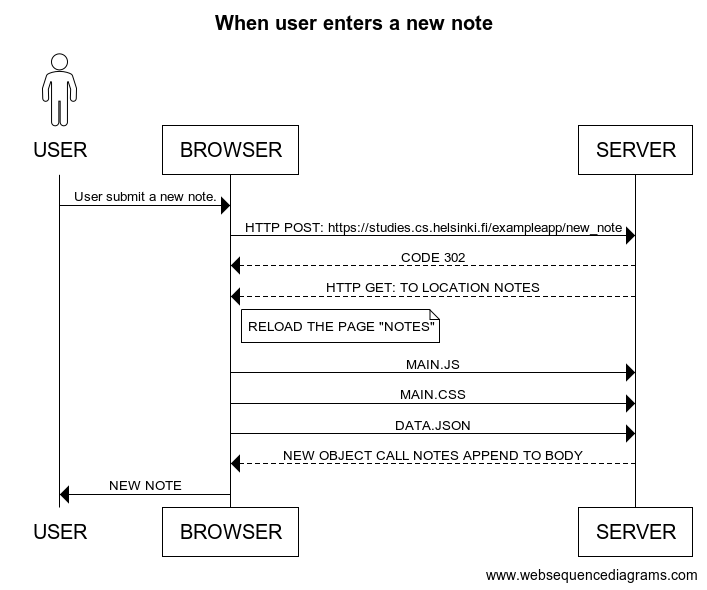 When user enters a new note
USER
BROWSER
SERVER
User submit a new note.
HTTP POST: https://studies.cs.helsinki.fi/exampleapp/new_note
CODE 302
HTTP GET: TO LOCATION NOTES
RELOAD THE PAGE "NOTES"
MAIN.JS
MAIN.CSS
DATA.JSON
NEW OBJECT CALL NOTES APPEND TO BODY
NEW NOTE
USER
BROWSER
SERVER
www.websequencediagrams.com